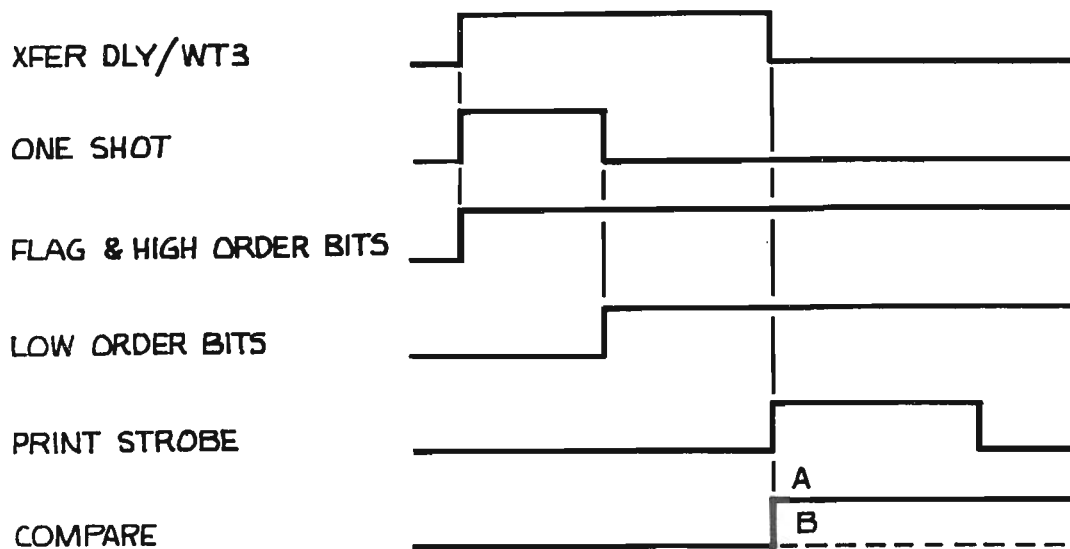 XFER DLY/WT3
ONE SHOT
FLAG & HIGH ORDER BITS
LOW ORDER BITS
PRINT STROBE
A
B
COMPARE